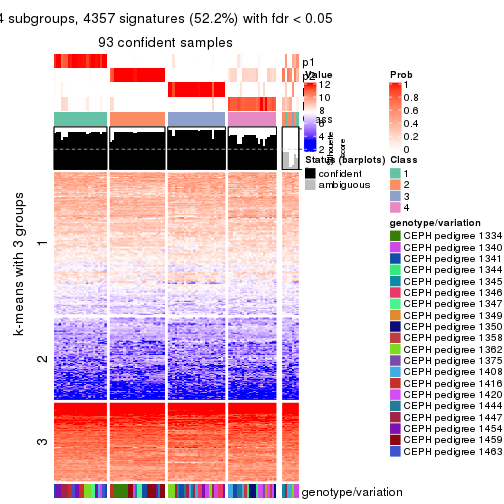 4 subgroups, 4357 signatures (52.2%) with fdr < 0.05
93 confident samples
p1
p2
Value
12
10
8
6
4
2
Prob
1
0.8
0.6
0.4
0.2
0
Silhouette
score
Status (barplots)
confident
ambiguous
Class
1
2
3
4
k-means with 3 groups
1
2
3
genotype/variation
CEPH pedigree 1334
CEPH pedigree 1340
CEPH pedigree 1341
CEPH pedigree 1344
CEPH pedigree 1345
CEPH pedigree 1346
CEPH pedigree 1347
CEPH pedigree 1349
CEPH pedigree 1350
CEPH pedigree 1358
CEPH pedigree 1362
CEPH pedigree 1375
CEPH pedigree 1408
CEPH pedigree 1416
CEPH pedigree 1420
CEPH pedigree 1444
CEPH pedigree 1447
CEPH pedigree 1454
CEPH pedigree 1459
CEPH pedigree 1463
genotype/variation